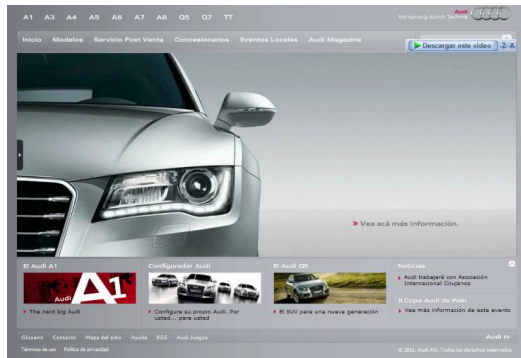 A1 A3 A4 A5 A6 A7 A8 Q5 Q7 TT
Audi
Vorsprung durch Technik
Inicio Modelos Servicio Post Venta Concesionarios Eventos Locales Audi Magazine
Descargar este vídeo ? X
Vea acá más información.
El Audi A1
Audi A1
The next big Audi
Configurador Audi
Configure su propio Audi. Por
usted... para usted
El Audi Q5
El SUV para una nueva generación
Noticias
Audi trabajará con Asociación
Internacional Cirujanos
II Copa Audi de Polo
Vea más información de este evento
Glosario Contacto Mapa del sitio Ayuda RSS Audi Juegos
Audi tv
Términos de uso Política de privacidad
© 2011 Audi AG. Todos los derechos reservados